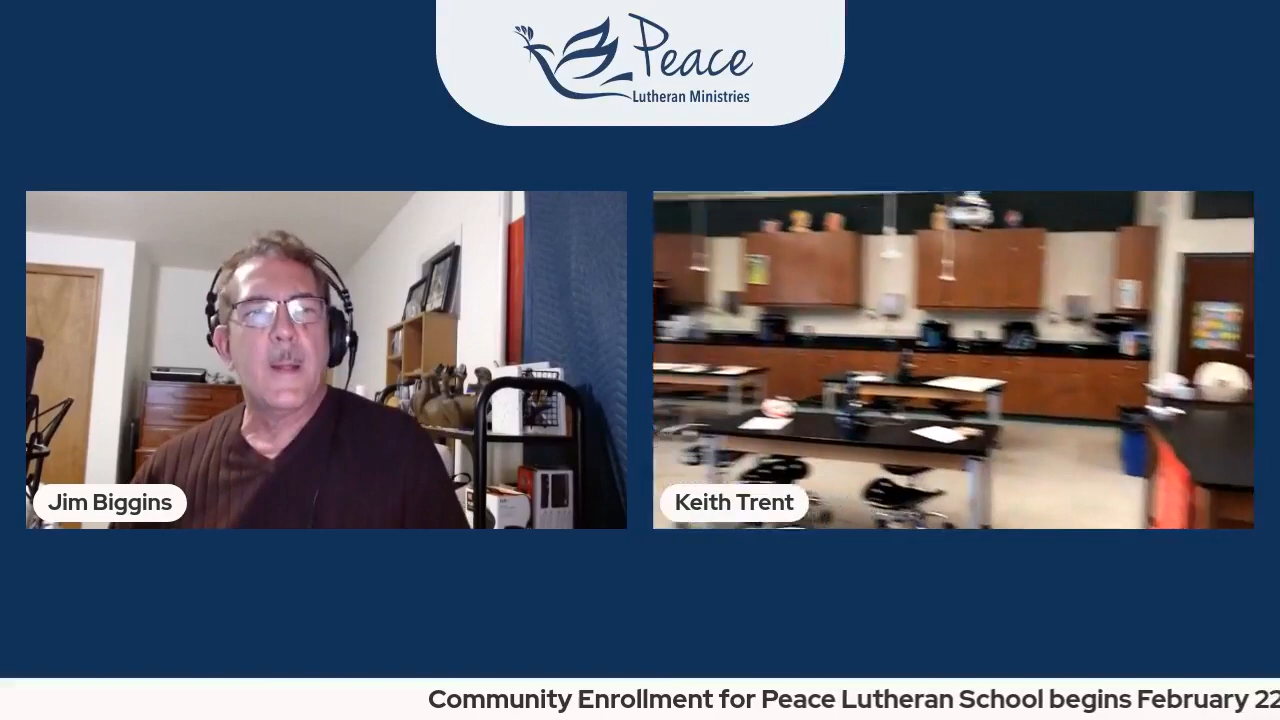 Peace
Lutheran Ministries
Jim Biggins
Keith Trent
Community Enrollment for Peace Lutheran School begins February 22